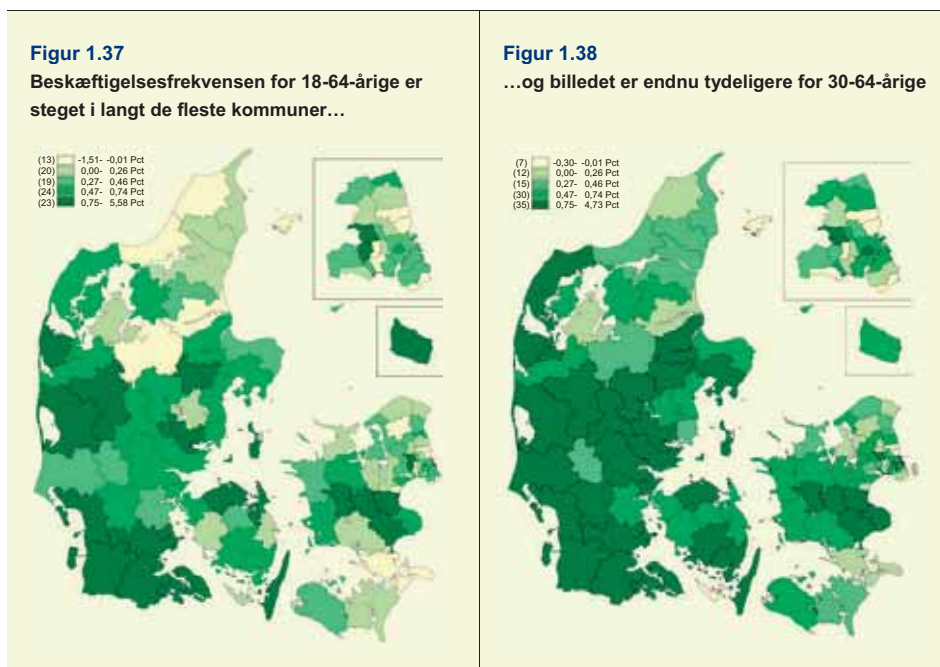 Figur 1.37
Beskæftigelsesfrekvensen for 18-64-årige er
steget i langt de fleste kommuner…
(13) -1,51- -0,01 Pct
(20) 0,00- 0,26 Pct
(19) 0,27- 0,46 Pct
(24) 0,47- 0,74 Pct
(23) 0,75- 5,58 Pct
Figur 1.38
…og billedet er endnu tydeligere for 30-64-årige
(7) -0,30- -0,01 Pct
(12) 0,00- 0,26 Pct
(15) 0,27- 0,46 Pct
(30) 0,47- 0,74 Pct
(35) 0,75- 4,73 Pct